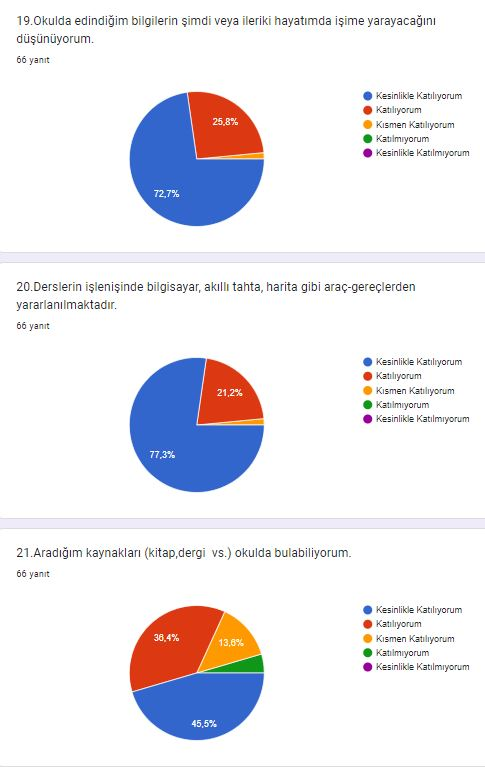 19.Okulda edindiğim bilgilerin şimdi veya ileriki hayatımda işime yarayacağını
düşünüyorum.
66 yanıt
Kesinlikle Katılıyorum
Katılıyorum
Kısmen Katılıyorum
Katılmıyorum
Kesinlikle Katılmıyorum
25,8%
72,7%
20.Derslerin işlenişinde bilgisayar, akıllı tahta, harita gibi araç-gereçlerden
yararlanılmaktadır.
66 yanıt
Kesinlikle Katılıyorum
Katılıyorum
Kısmen Katılıyorum
Katılmıyorum
Kesinlikle Katılmıyorum
21,2%
77,3%
21.Aradığım kaynakları (kitap,dergi  vs.) okulda bulabiliyorum.
66 yanıt
Kesinlikle Katılıyorum
Katılıyorum
Kısmen Katılıyorum
Katılmıyorum
Kesinlikle Katılmıyorum
36,4%
13,6%
45,5%